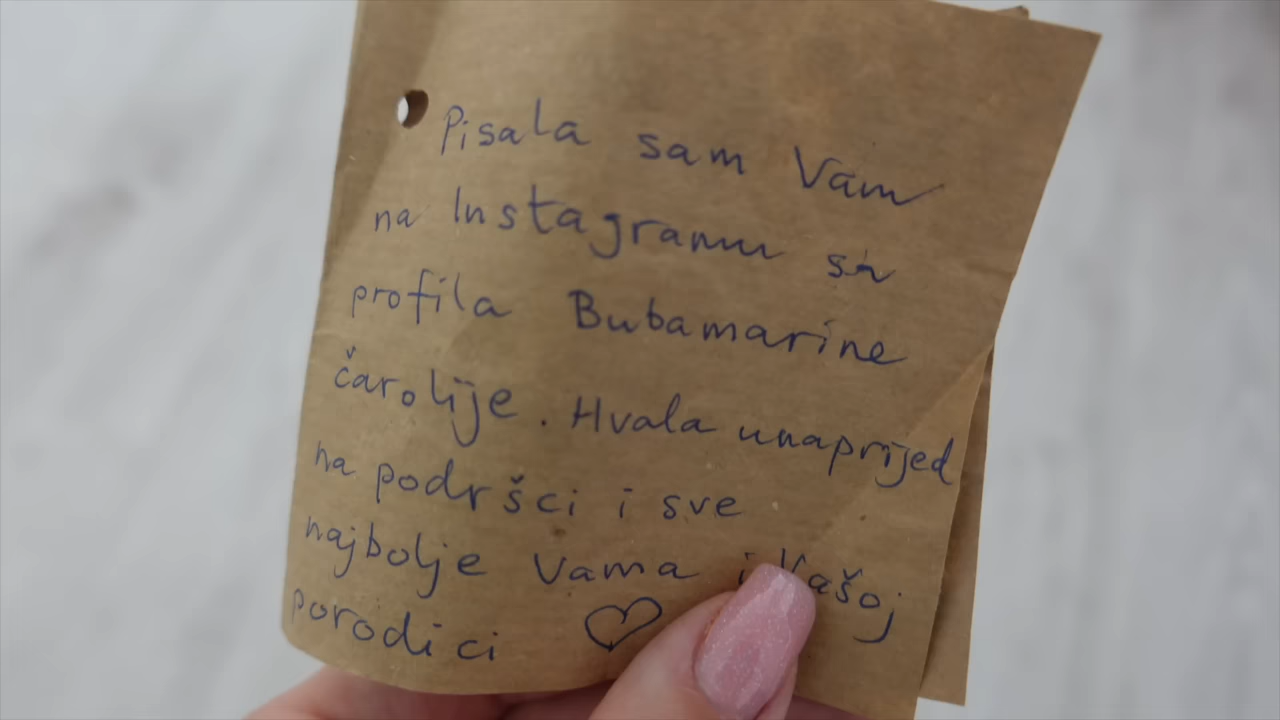 Pisala sam Vam
na Instagramu sa
profila Bubamarine
čarolije. Hvala unaprijed
na podršci i sve
najbolje Vama i Vašoj
porodici ♡